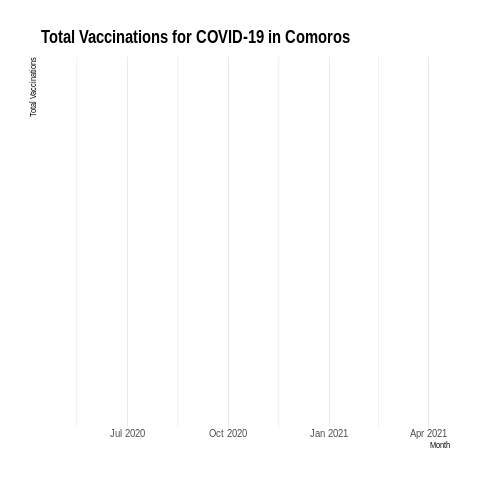 Total Vaccinations for COVID-19 in Comoros
Total Vaccinations
Jul 2020
Oct 2020
Jan 2021
Apr 2021
Month